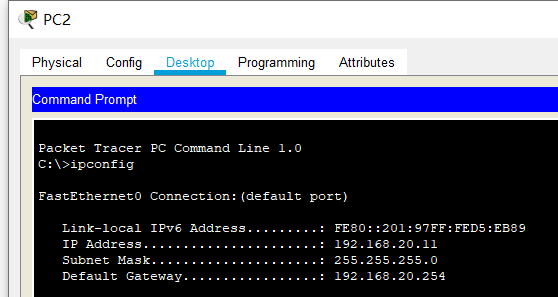 PC2
Physical Config Desktop Programming Attributes
Command Prompt
Packet Tracer PC Command Line 1.0
C:\>ipconfig
FastEthernet0 Connection:(default port)
Link-local IPv6 Address.........: FE80::201:97FF:FED5:EB89
IP Address......................: 192.168.20.11
Subnet Mask.....................: 255.255.255.0
Default Gateway.................: 192.168.20.254